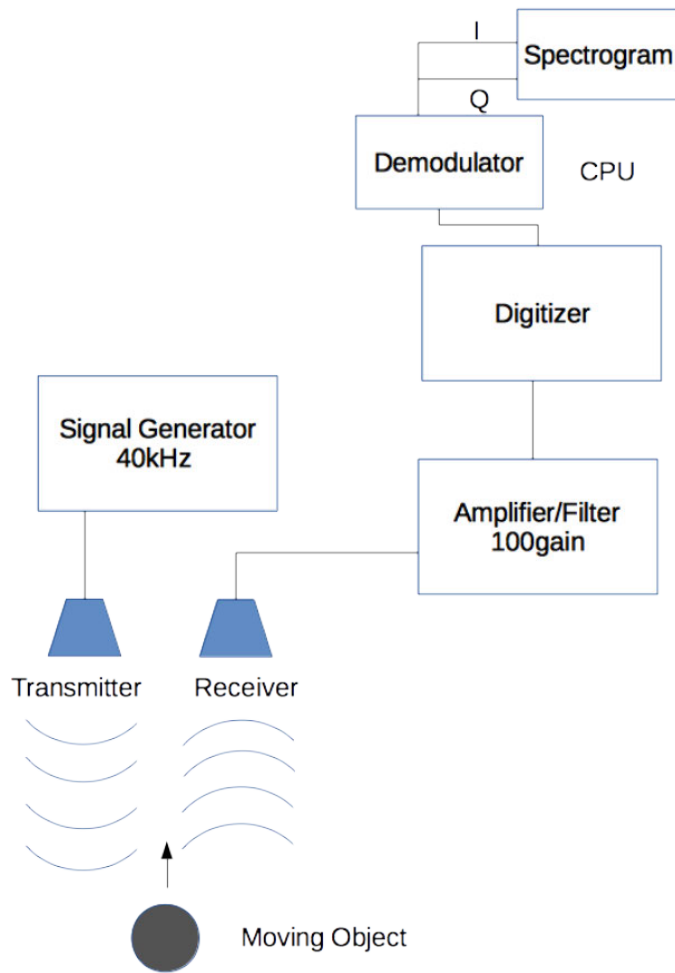 I
Spectrogram
Q
Demodulator
CPU
Digitizer
Signal Generator
40kHz
Amplifier/Filter
100gain
Transmitter
Receiver
Moving Object